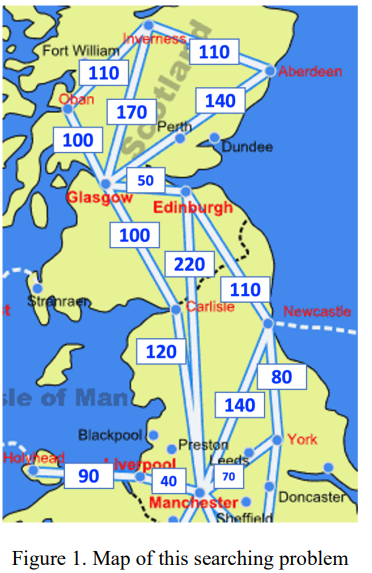 Inverness
Fort William
110
110
Aberdeen
Scotland
Oban
170
140
Perth
Dundee
100
50
Glasgow
Edinburgh
100
220
110
Stranraer
Carlisle
Newcastle
120
80
sle of Man
140
Blackpool
Preston
York
Leeds
Holyhead
Liverpool
90
40
70
Manchester
Doncaster
Sheffield
Figure 1. Map of this searching problem